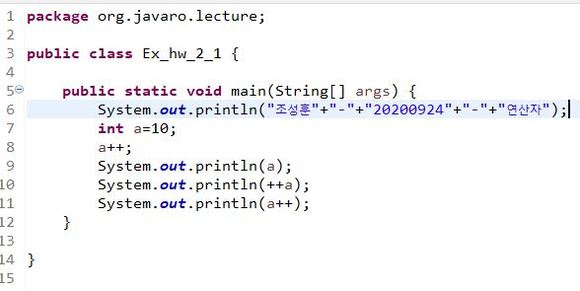 1 package org.javaro.lecture;
2
3 public class Ex_hw_2_1 {
4
5 public static void main(String[] args) {
6 System.out.println("조성훈"+"-"+"20200924"+"-"+"연산자");
7 int a=10;
8 a++;
9 System.out.println(a);
10 System.out.println(++a);
11 System.out.println(a++);
12 }
13
14 }
15